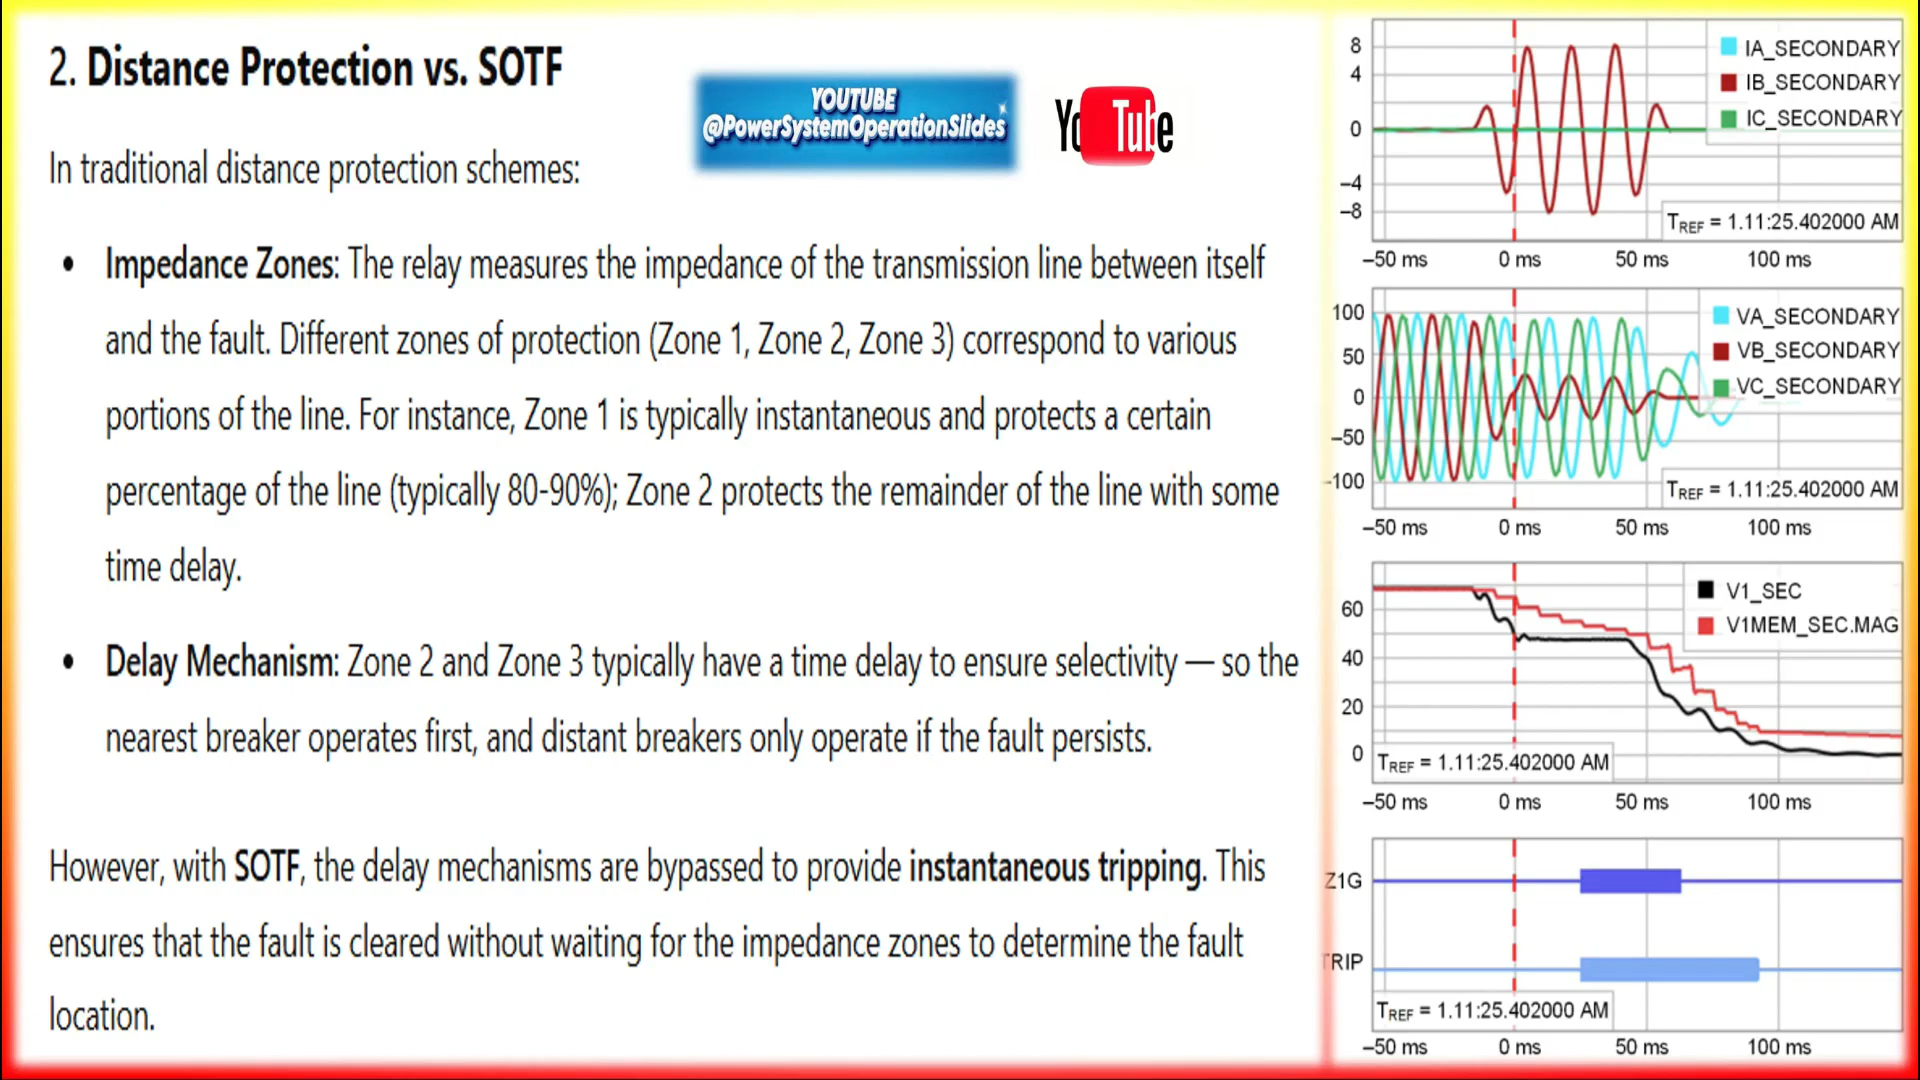 2. Distance Protection vs. SOTF
YOUTUBE
@PowerSystemOperationSlides
YouTube
In traditional distance protection schemes:
• Impedance Zones: The relay measures the impedance of the transmission line between itself
and the fault. Different zones of protection (Zone 1, Zone 2, Zone 3) correspond to various
portions of the line. For instance, Zone 1 is typically instantaneous and protects a certain
percentage of the line (typically 80-90%); Zone 2 protects the remainder of the line with some
time delay.
• Delay Mechanism: Zone 2 and Zone 3 typically have a time delay to ensure selectivity — so the
nearest breaker operates first, and distant breakers only operate if the fault persists.
However, with SOTF, the delay mechanisms are bypassed to provide instantaneous tripping. This
ensures that the fault is cleared without waiting for the impedance zones to determine the fault
location.
8
4
0
−4
−8
IA_SECONDARY
IB_SECONDARY
IC_SECONDARY
TREF = 1.11:25.402000 AM
−50 ms 0 ms 50 ms 100 ms
100
50
0
−50
-100
VA_SECONDARY
VB_SECONDARY
VC_SECONDARY
TREF = 1.11:25.402000 AM
−50 ms 0 ms 50 ms 100 ms
60
40
20
0
V1_SEC
V1MEM_SEC.MAG
TREF = 1.11:25.402000 AM
−50 ms 0 ms 50 ms 100 ms
Z1G
TRIP
TREF = 1.11:25.402000 AM
−50 ms 0 ms 50 ms 100 ms